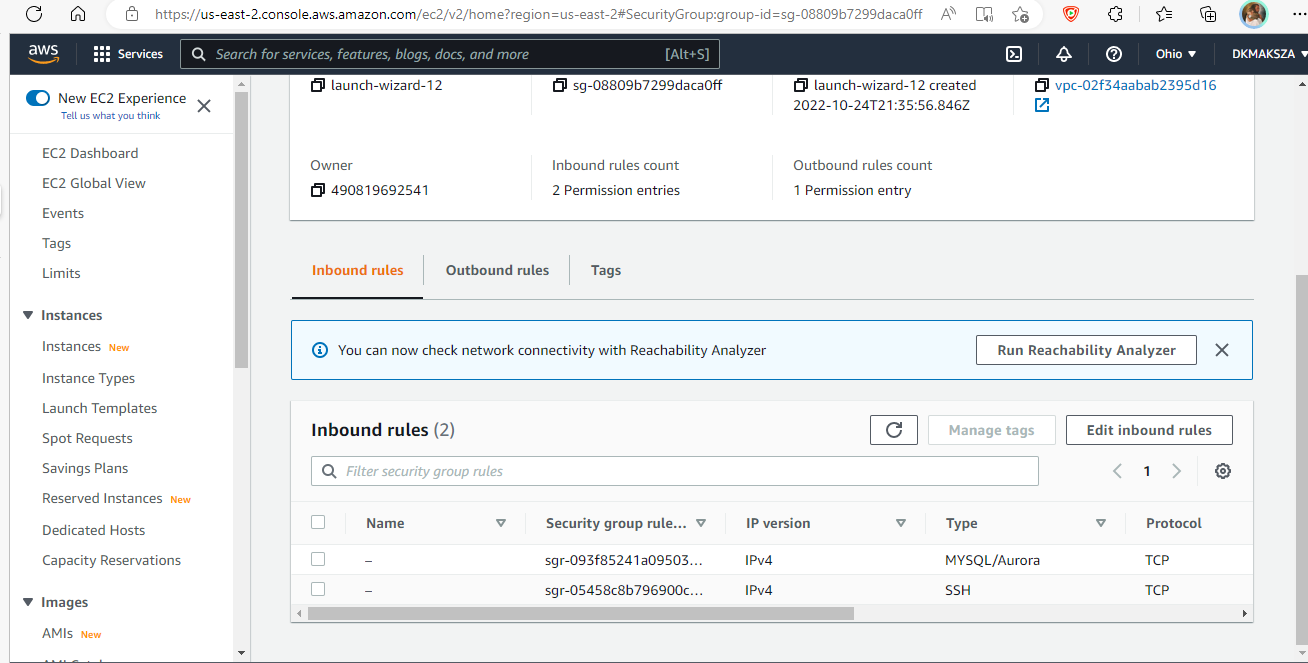 https://us-east-2.console.aws.amazon.com/ec2/v2/home?region=us-east-2#SecurityGroup:group-id=sg-08809b7299daca0ff
aws
Services
Search for services, features, blogs, docs, and more
[Alt+S]
Ohio
DKMAKSZA
New EC2 Experience
Tell us what you think
EC2 Dashboard
EC2 Global View
Events
Tags
Limits
Instances
Instances New
Instance Types
Launch Templates
Spot Requests
Savings Plans
Reserved Instances New
Dedicated Hosts
Capacity Reservations
Images
AMIs New
launch-wizard-12
sg-08809b7299daca0ff
launch-wizard-12 created
2022-10-24T21:35:56.846Z
vpc-02f34aabab2395d16
Owner
490819692541
Inbound rules count
2 Permission entries
Outbound rules count
1 Permission entry
Inbound rules
Outbound rules
Tags
You can now check network connectivity with Reachability Analyzer
Run Reachability Analyzer
Inbound rules (2)
Manage tags
Edit inbound rules
Filter security group rules
1
Name
Security group rule...
IP version
Type
Protocol
– sgr-093f85241a09503... IPv4 MYSQL/Aurora TCP
– sgr-05458c8b796900c... IPv4 SSH TCP